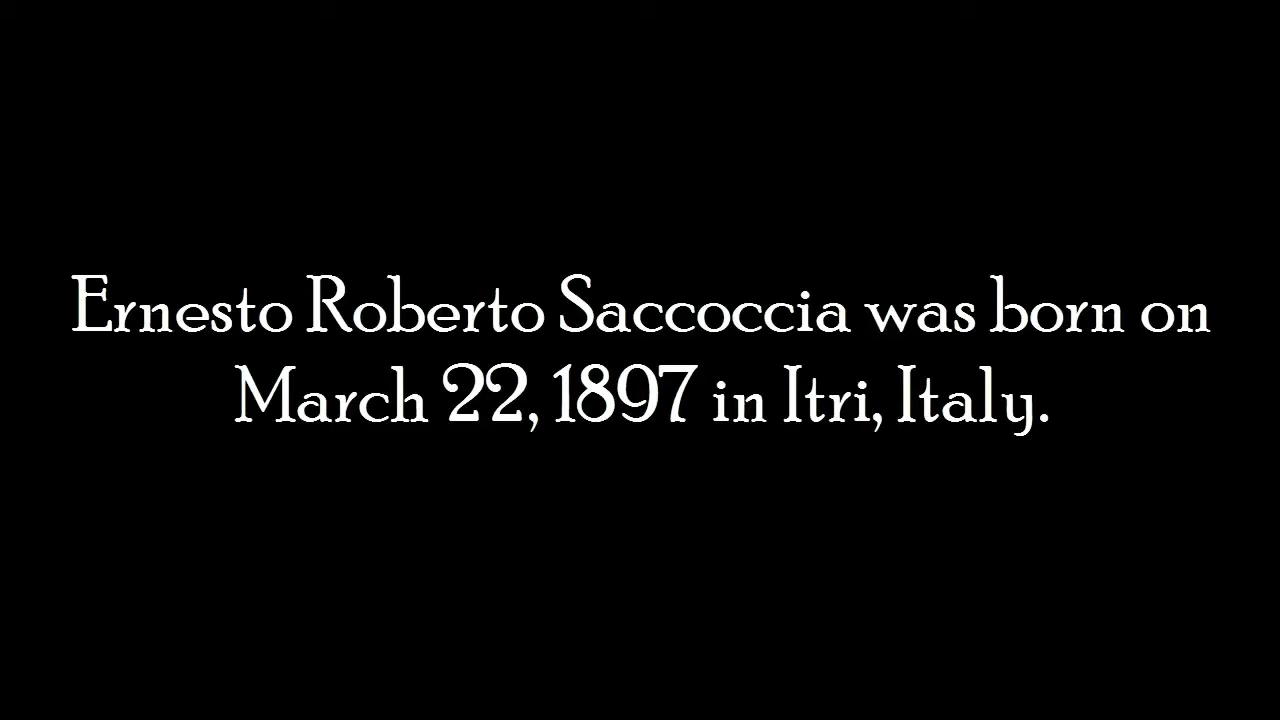 Ernesto Roberto Saccoccia was born on
March 22, 1897 in Itri, Italy.